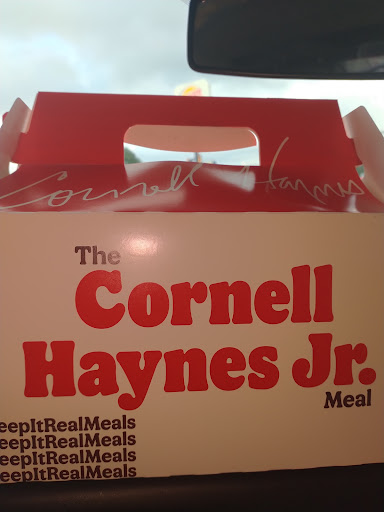 Cornell Haynes
The
Cornell
Haynes Jr.
Meal
eepItRealMeals
eepItRealMeals
eepItRealMeals
eepItRealMeals